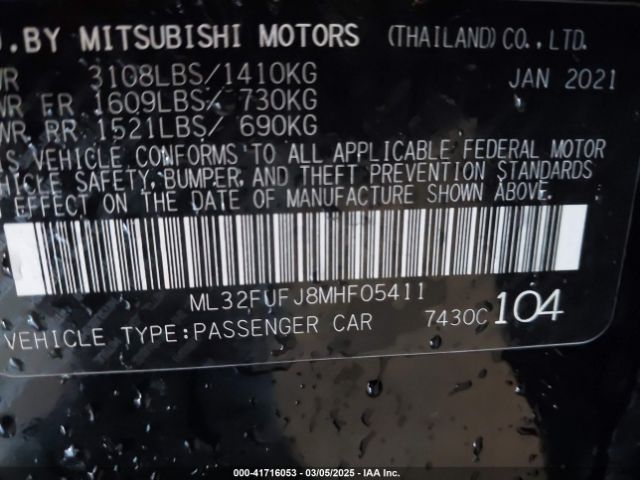 .BY MITSUBISHI MOTORS (THAILAND) CO., LTD.
3108LBS/1410KG JAN 2021
FR 1609LBS/ 730KG
RR 1521LBS/ 690KG
VEHICLE CONFORMS TO ALL APPLICABLE FEDERAL MOTOR
SAFETY, BUMPER, AND THEFT PREVENTION STANDARDS
EFFECT ON THE DATE OF MANUFACTURE SHOWN ABOVE.
ML32FUFJ8MHF05411
VEHICLE TYPE:PASSENGER CAR 7430C 104
000-41716053 — 03/05/2025 — IAA Inc.